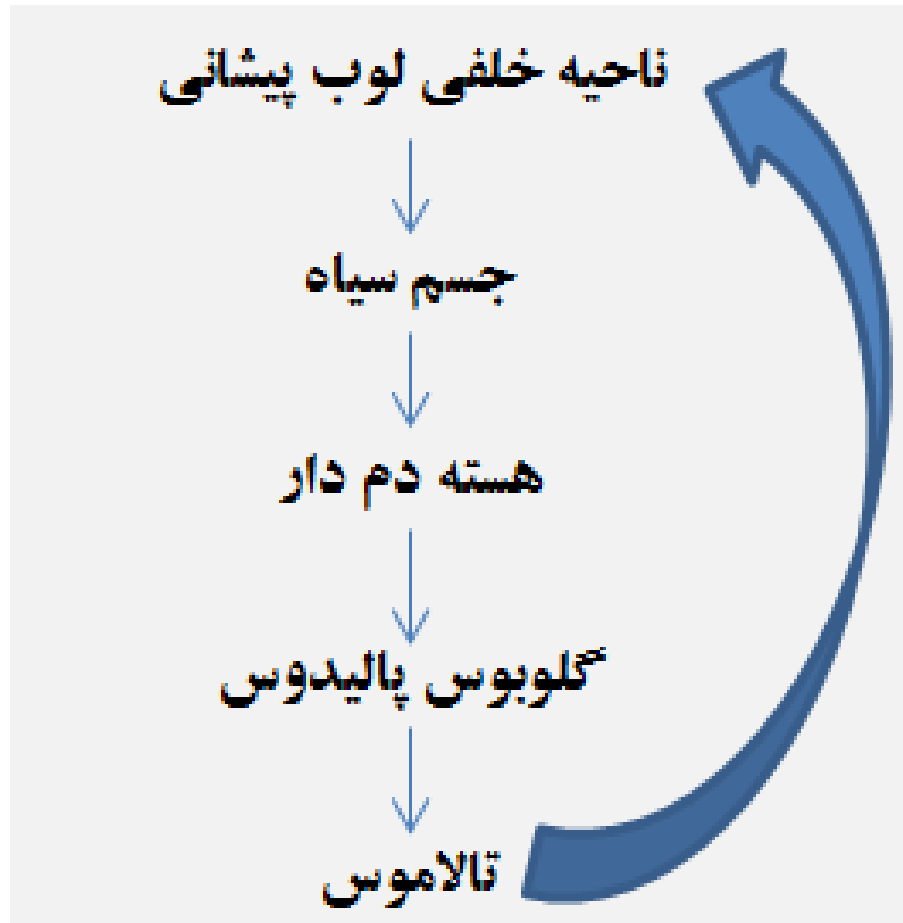 ناحیه خلفی لوب پیشانی
جسم سیاه
هسته دم دار
گلوبوس پالیدوس
تالاموس